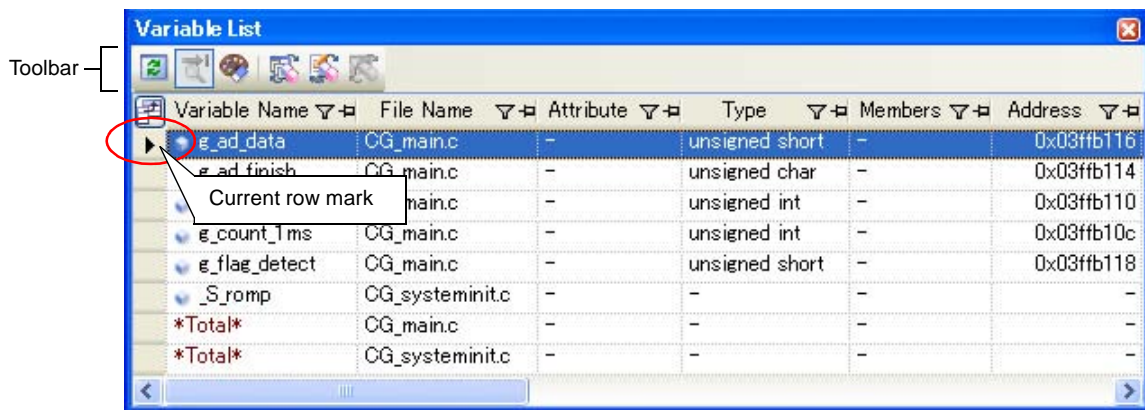 Variable List
Toolbar
Variable Name File Name Attribute Type Members Address
g_ad_data CG_main.c - unsigned short - 0x03ffb116
g_ad_finish CG_main.c - unsigned char - 0x03ffb114
Current row mark main.c - unsigned int - 0x03ffb110
g_count_1ms CG_main.c - unsigned int - 0x03ffb10c
g_flag_detect CG_main.c - unsigned short - 0x03ffb118
_S_romp CG_systeminit.c - - - -
*Total* CG_main.c - - - -
*Total* CG_systeminit.c - - - -